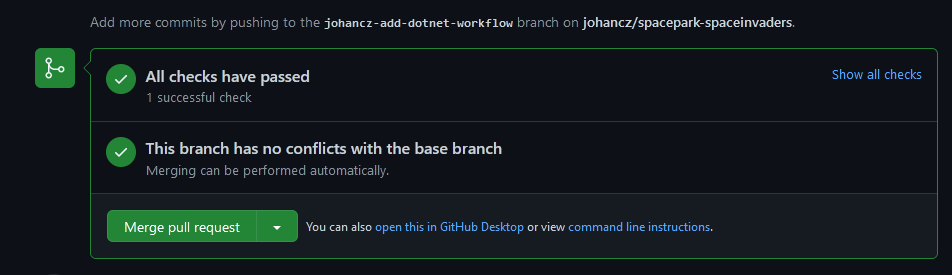 Add more commits by pushing to the johancz-add-dotnet-workflow branch on johancz/spacepark-spaceinvaders.
All checks have passed
Show all checks
1 successful check
This branch has no conflicts with the base branch
Merging can be performed automatically.
Merge pull request
You can also open this in GitHub Desktop or view command line instructions.